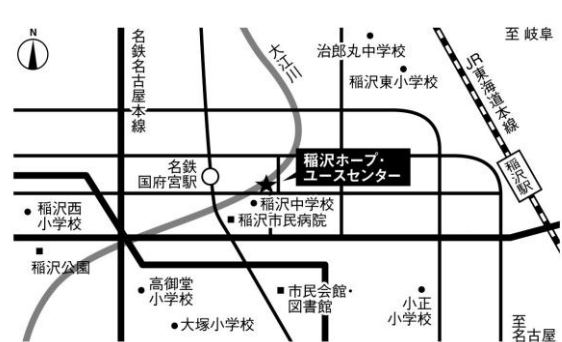 N
名鉄名古屋本線
大江川
治郎丸中学校
稲沢東小学校
至 岐阜
JR東海道本線
稲沢駅
名鉄
国府宮駅
稲沢ホープ・
ユースセンター
稲沢中学校
稲沢市民病院
稲沢西
小学校
稲沢公園
高御堂
小学校
大塚小学校
市民会館・
図書館
小正
小学校
至
名古屋